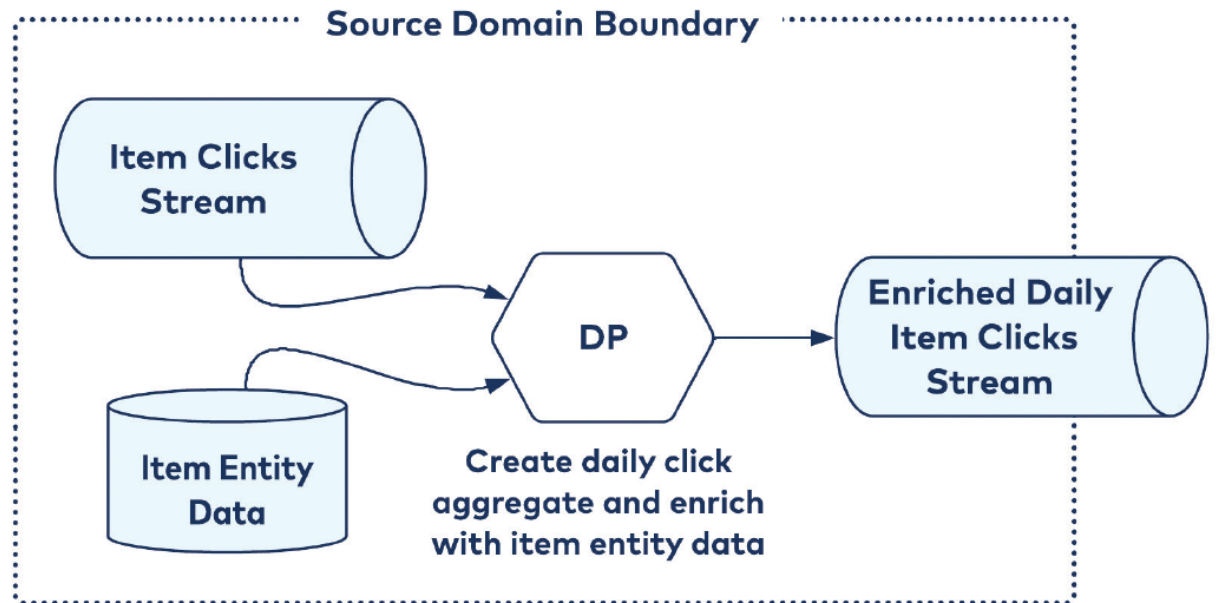 Source Domain Boundary
Item Clicks
Stream
DP
Enriched Daily
Item Clicks
Stream
Item Entity
Data
Create daily click
aggregate and enrich
with item entity data